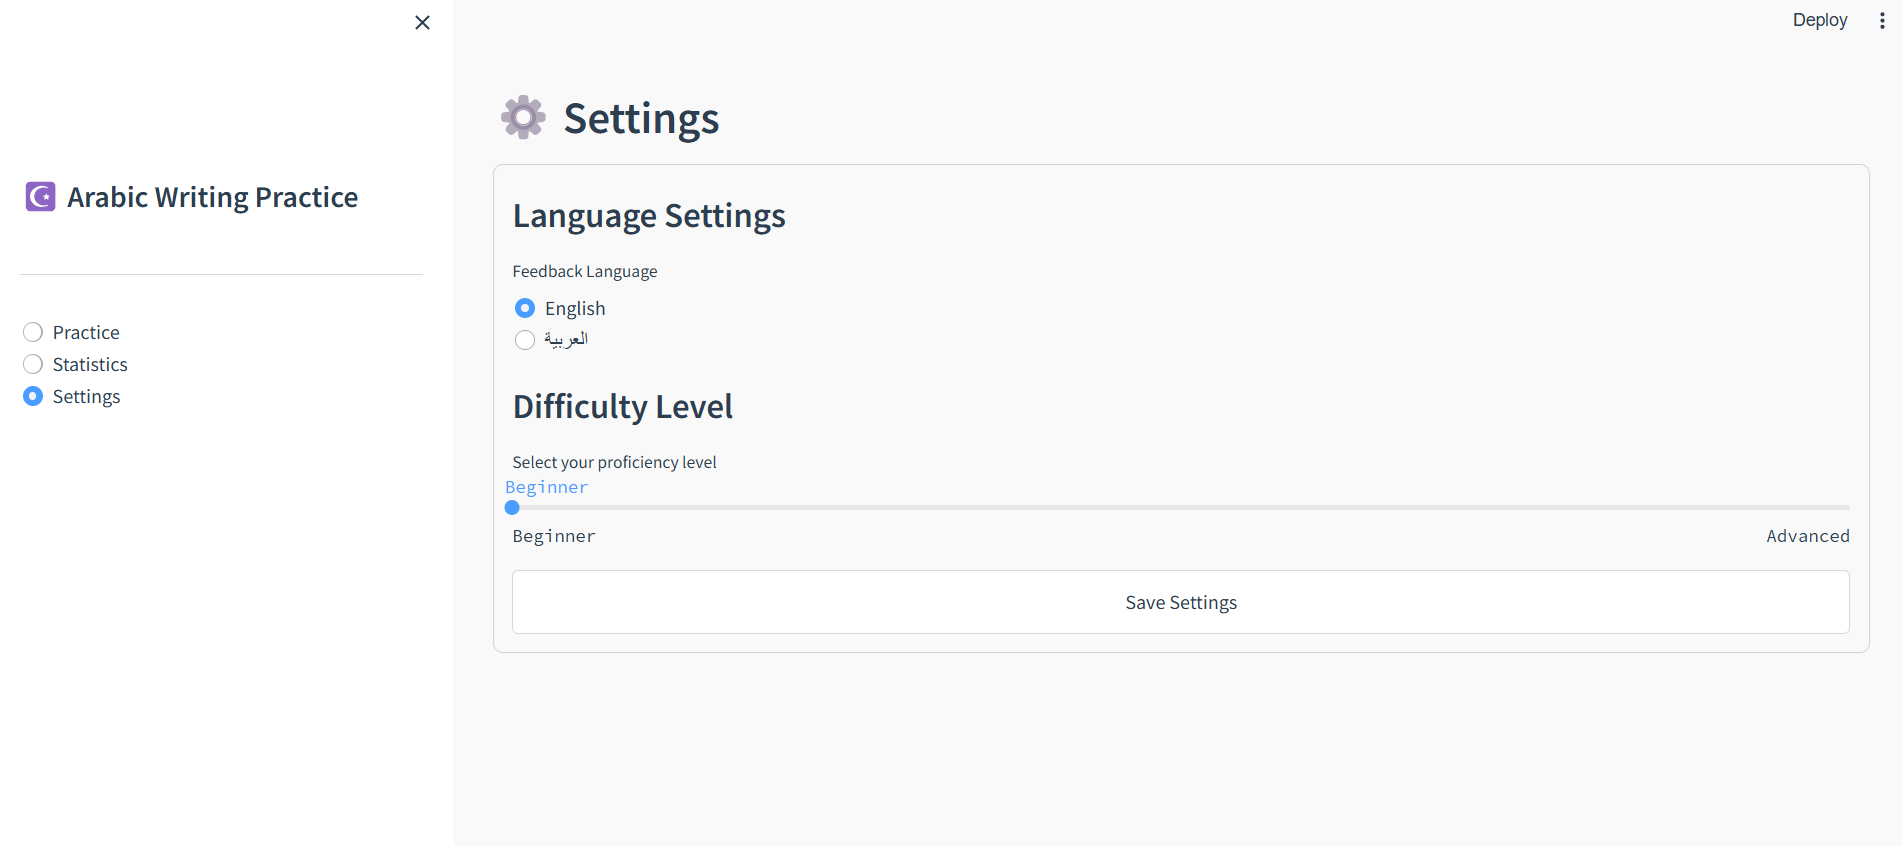 Deploy
Arabic Writing Practice
Practice
Statistics
Settings
Settings
Language Settings
Feedback Language
English
العربية
Difficulty Level
Select your proficiency level
Beginner
Beginner Advanced
Save Settings